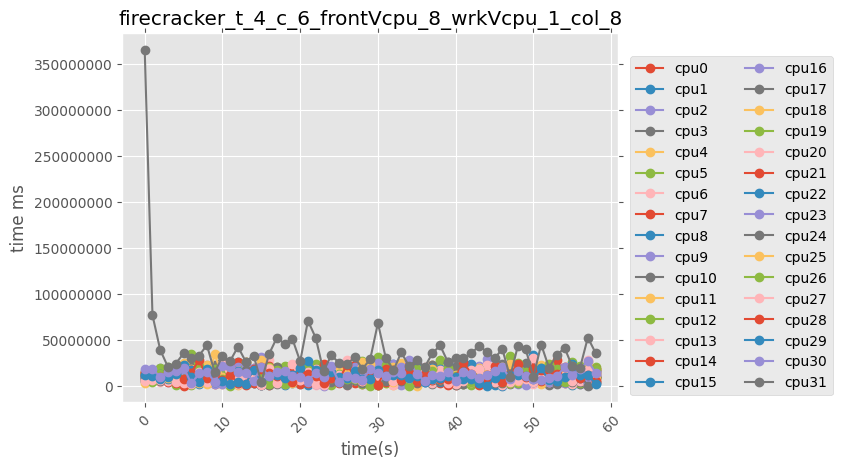 firecracker_t_4_c_6_frontVcpu_8_wrkVcpu_1_col_8
time ms
350000000
300000000
250000000
200000000
150000000
100000000
50000000
0
0
10
20
30
40
50
60
time(s)
cpu0
cpu1
cpu2
cpu3
cpu4
cpu5
cpu6
cpu7
cpu8
cpu9
cpu10
cpu11
cpu12
cpu13
cpu14
cpu15
cpu16
cpu17
cpu18
cpu19
cpu20
cpu21
cpu22
cpu23
cpu24
cpu25
cpu26
cpu27
cpu28
cpu29
cpu30
cpu31